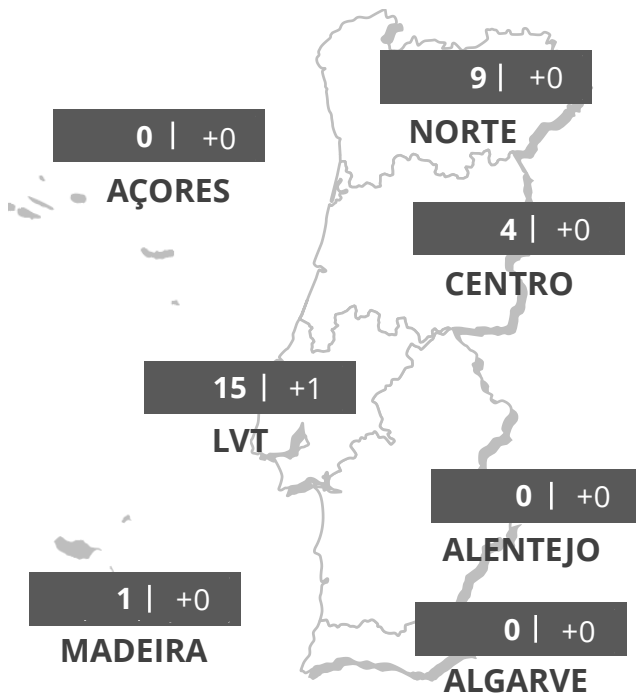 9 | +0
NORTE
0 | +0
AÇORES
4 | +0
CENTRO
15 | +1
LVT
0 | +0
ALENTEJO
1 | +0
MADEIRA
0 | +0
ALGARVE